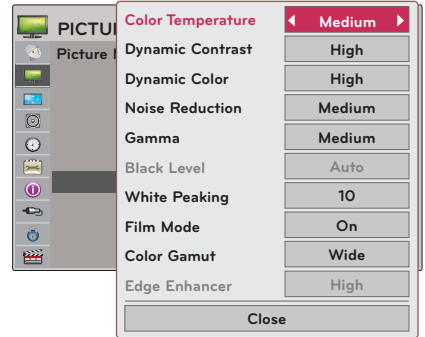 PICTU
Picture
Color Temperature Medium
Dynamic Contrast High
Dynamic Color High
Noise Reduction Medium
Gamma Medium
Black Level Auto
White Peaking 10
Film Mode On
Color Gamut Wide
Edge Enhancer High
Close